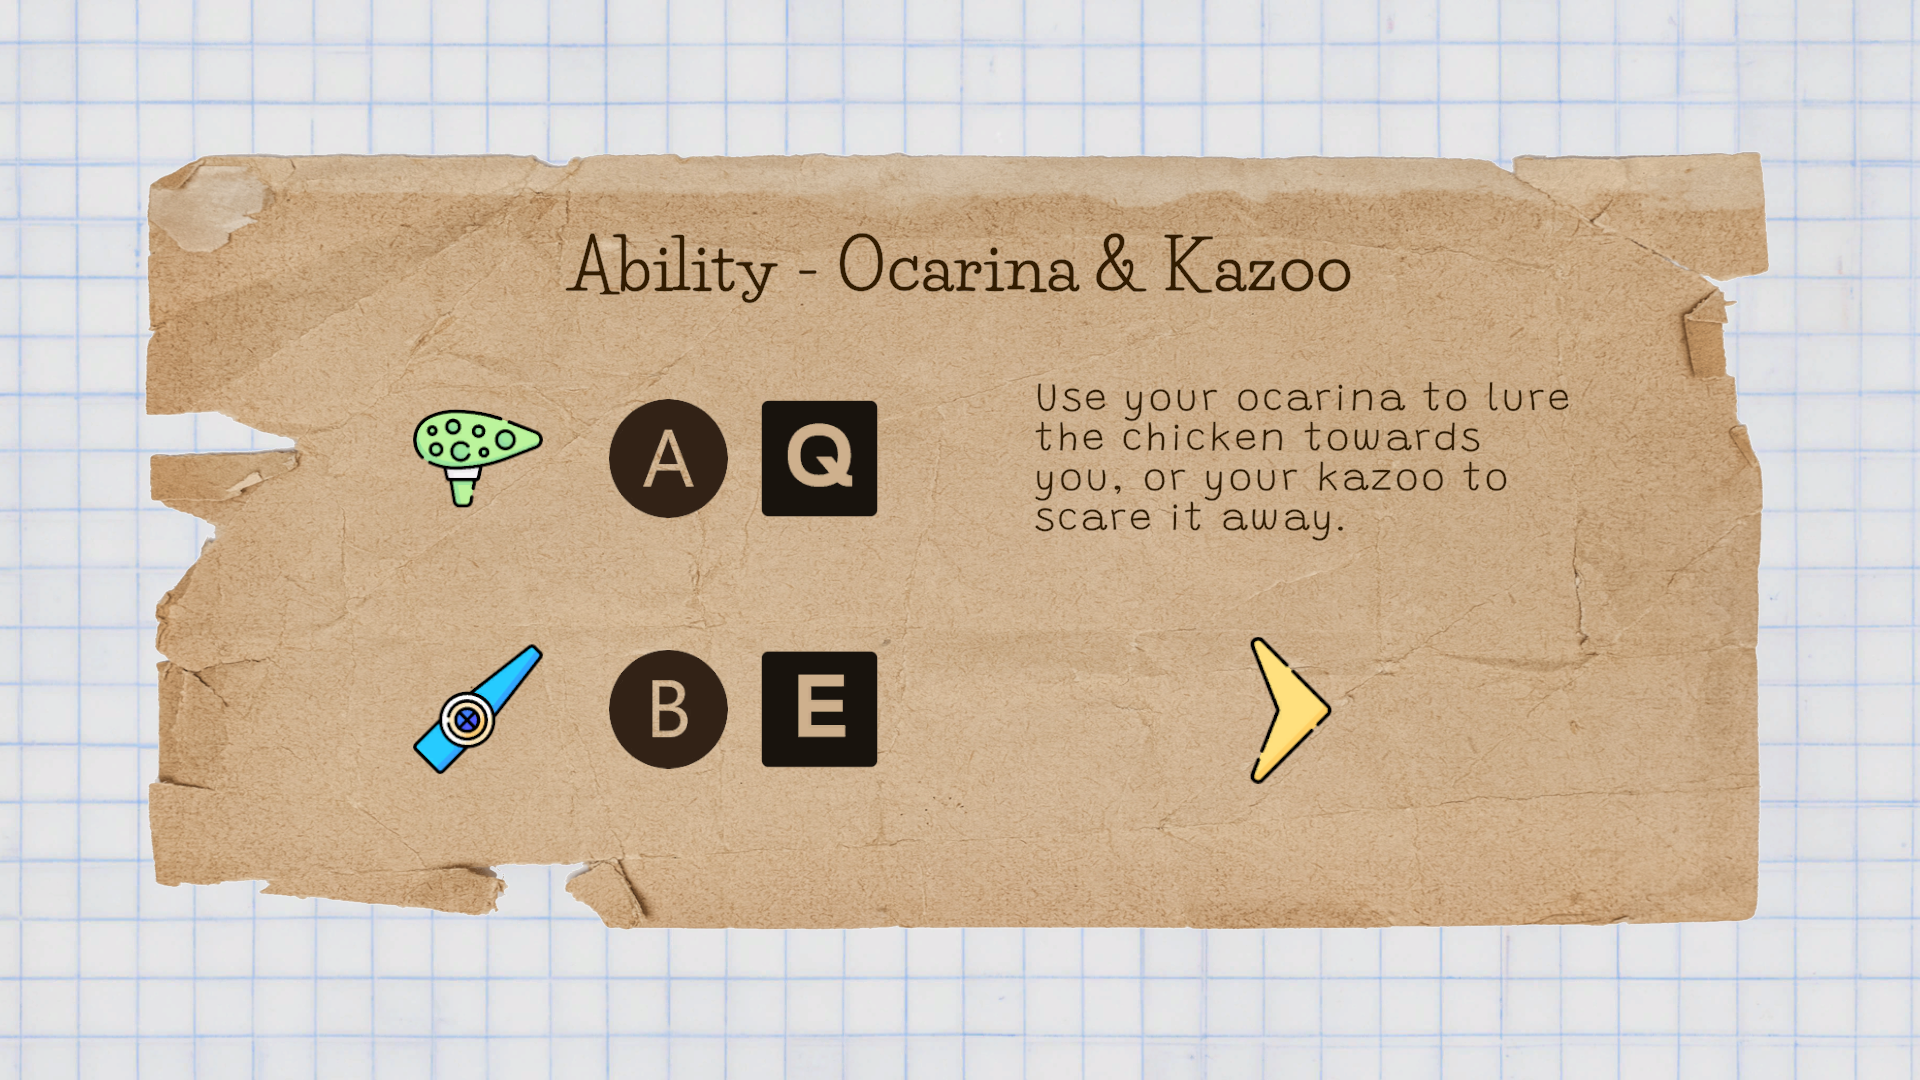 Ability - Ocarina & Kazoo
A Q
Use your ocarina to lure
the chicken towards
you, or your kazoo to
scare it away.
B E